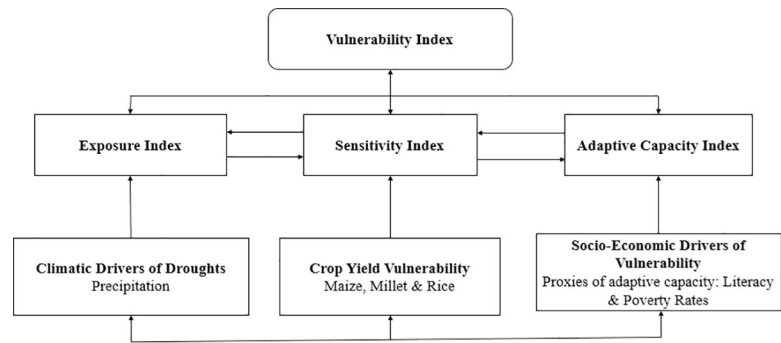 Vulnerability Index
Exposure Index
Sensitivity Index
Adaptive Capacity Index
Climatic Drivers of Droughts
Precipitation
Crop Yield Vulnerability
Maize, Millet & Rice
Socio-Economic Drivers of
Vulnerability
Proxies of adaptive capacity: Literacy
& Poverty Rates